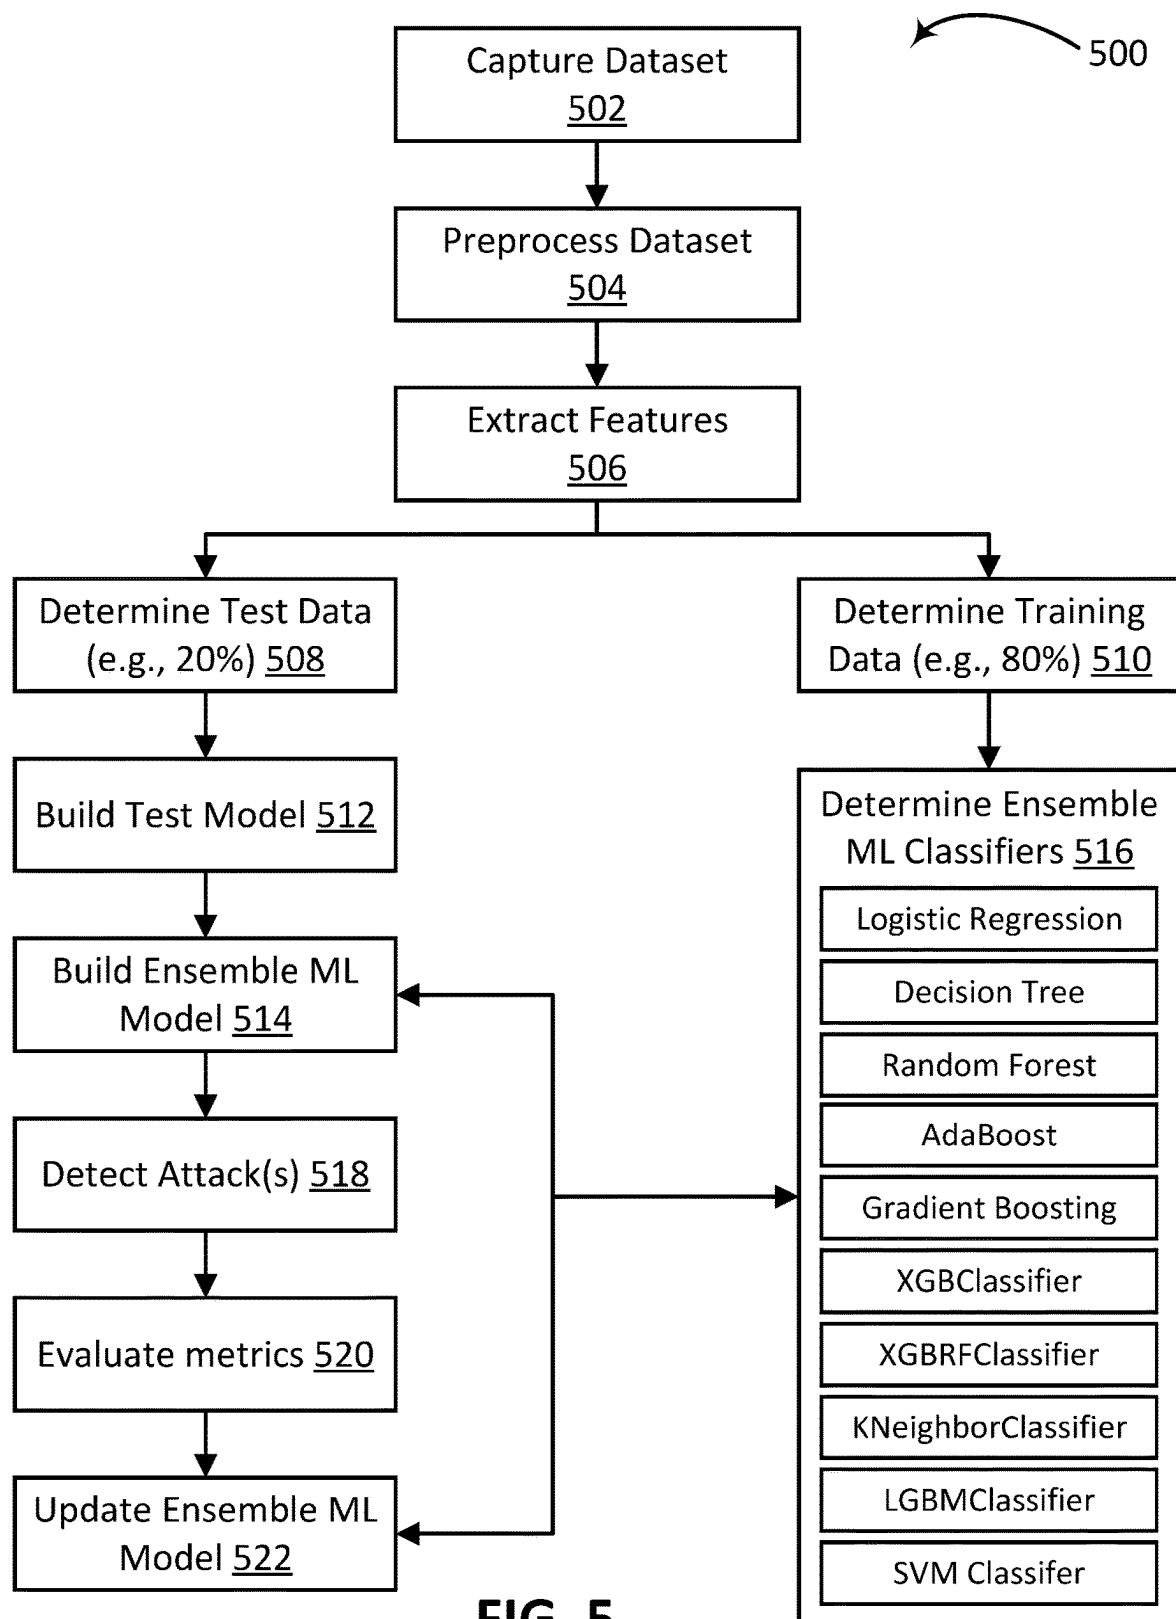 500
Capture Dataset
502
Preprocess Dataset
504
Extract Features
506
Determine Test Data
(e.g., 20%) 508
Determine Training
Data (e.g., 80%) 510
Build Test Model 512
Build Ensemble ML
Model 514
Detect Attack(s) 518
Evaluate metrics 520
Update Ensemble ML
Model 522
Determine Ensemble
ML Classifiers 516
Logistic Regression
Decision Tree
Random Forest
AdaBoost
Gradient Boosting
XGBClassifier
XGBRFClassifier
KNeighborClassifier
LGBMClassifier
SVM Classifer
FIG. 5